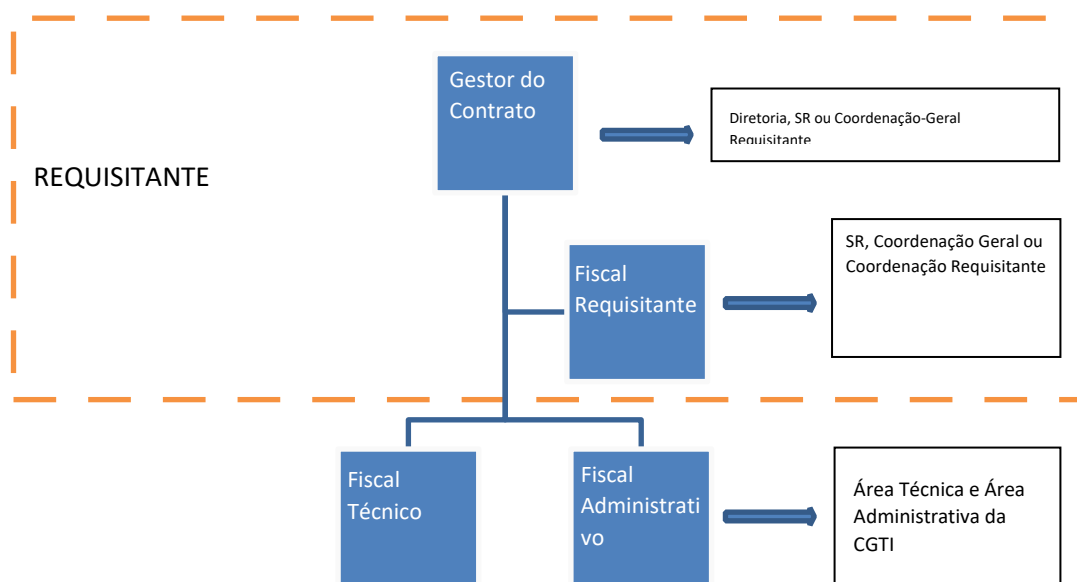 Gestor do
Contrato
Diretoria, SR ou Coordenação-Geral
Requisitante
REQUISITANTE
SR, Coordenação Geral ou
Coordenação Requisitante
Fiscal
Requisitante
Fiscal
Técnico
Fiscal
Administrati
vo
Área Técnica e Área
Administrativa da
CGTI